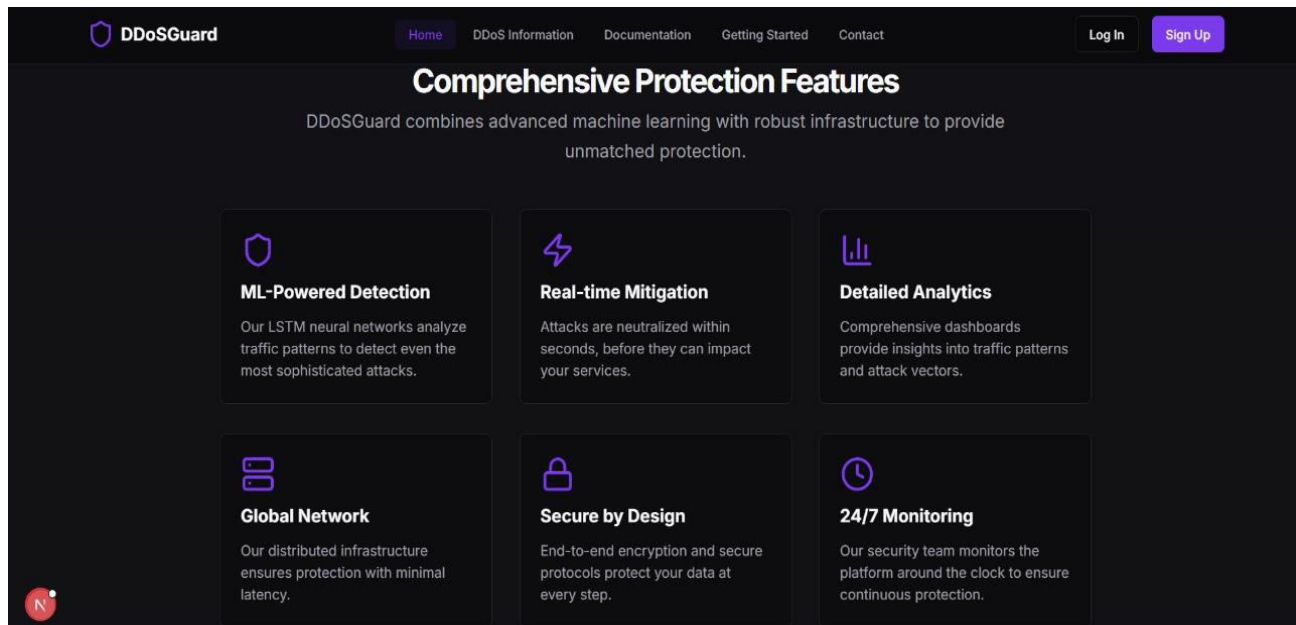 DDoSGuard
Home
DDoS Information
Documentation
Getting Started
Contact
Log In
Sign Up
Comprehensive Protection Features
DDoSGuard combines advanced machine learning with robust infrastructure to provide
unmatched protection.
ML-Powered Detection
Our LSTM neural networks analyze
traffic patterns to detect even the
most sophisticated attacks.
Real-time Mitigation
Attacks are neutralized within
seconds, before they can impact
your services.
Detailed Analytics
Comprehensive dashboards
provide insights into traffic patterns
and attack vectors.
Global Network
Our distributed infrastructure
ensures protection with minimal
latency.
Secure by Design
End-to-end encryption and secure
protocols protect your data at
every step.
24/7 Monitoring
Our security team monitors the
platform around the clock to ensure
continuous protection.
N